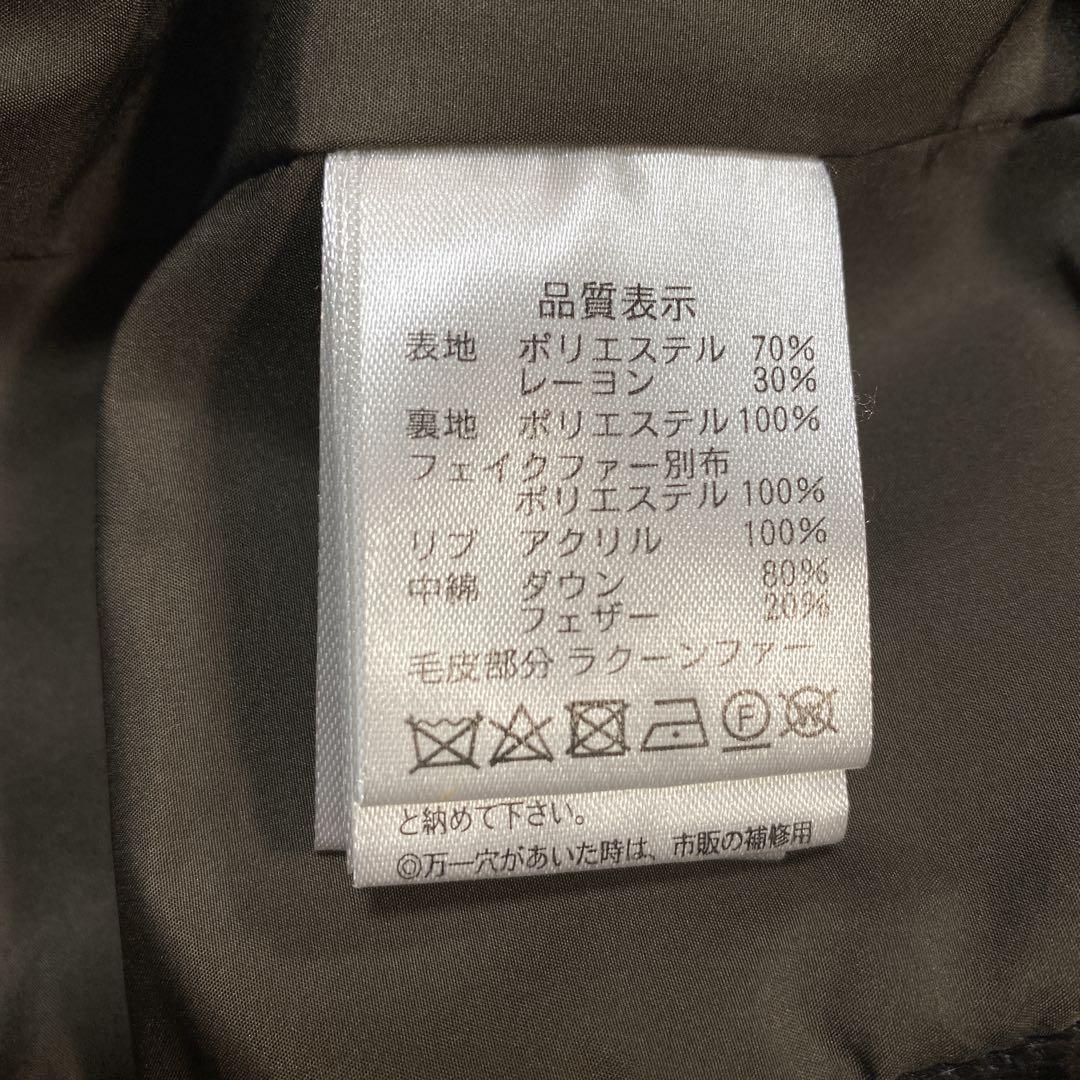 品質表示
表地 ポリエステル 70%
レーヨン 30%
裏地 ポリエステル 100%
フェイクファー別布
ポリエステル 100%
リブ アクリル 100%
中綿 ダウン 80%
フェザー 20%
毛皮部分 ラクーンファー
F W
と納めて下さい。
◎万一穴があいた時は、市販の補修用